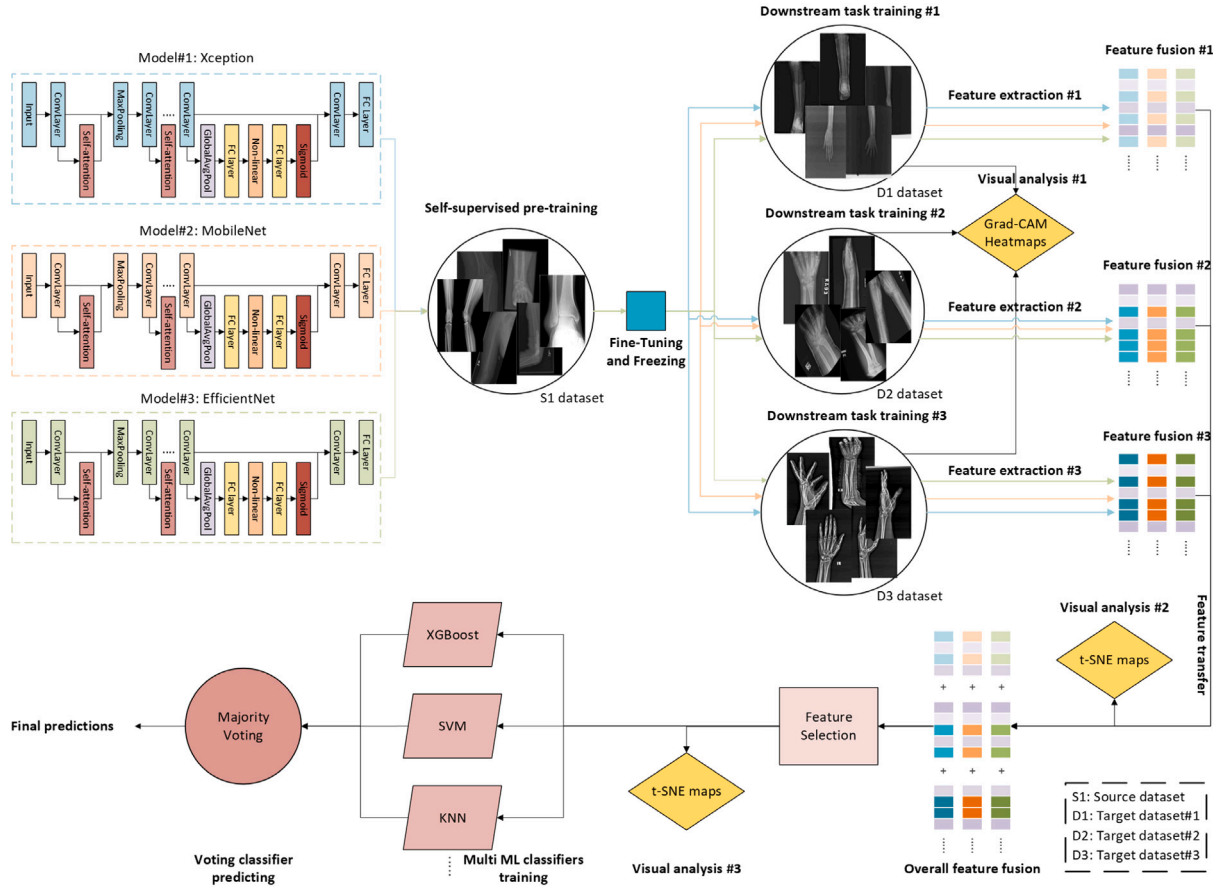 Model#1: Xception
Input
ConvLayer
Self-attention
MaxPooling
ConvLayer
....
Self-attention
ConvLayer
GlobalAvgPool
FC layer
Non-linear
FC layer
Sigmoid
ConvLayer
FC Layer
Model#2: MobileNet
Input
ConvLayer
Self-attention
MaxPooling
ConvLayer
....
Self-attention
ConvLayer
GlobalAvgPool
FC layer
Non-linear
FC layer
Sigmoid
ConvLayer
FC Layer
Model#3: EfficientNet
Input
ConvLayer
Self-attention
MaxPooling
ConvLayer
....
Self-attention
ConvLayer
GlobalAvgPool
FC layer
Non-linear
FC layer
Sigmoid
ConvLayer
FC Layer
Self-supervised pre-training
S1 dataset
Fine-Tuning
and Freezing
Downstream task training #1
D1 dataset
Downstream task training #2
D2 dataset
Downstream task training #3
D3 dataset
Feature extraction #1
Visual analysis #1
Grad-CAM
Heatmaps
Feature extraction #2
Feature extraction #3
Feature fusion #1
Feature fusion #2
Feature fusion #3
Feature transfer
Visual analysis #2
t-SNE maps
+ + +
+ + +
Overall feature fusion
Feature
Selection
t-SNE maps
Visual analysis #3
XGBoost
SVM
KNN
Multi ML classifiers
training
Majority
Voting
Voting classifier
predicting
Final predictions
S1: Source dataset
D1: Target dataset#1
D2: Target dataset#2
D3: Target dataset#3